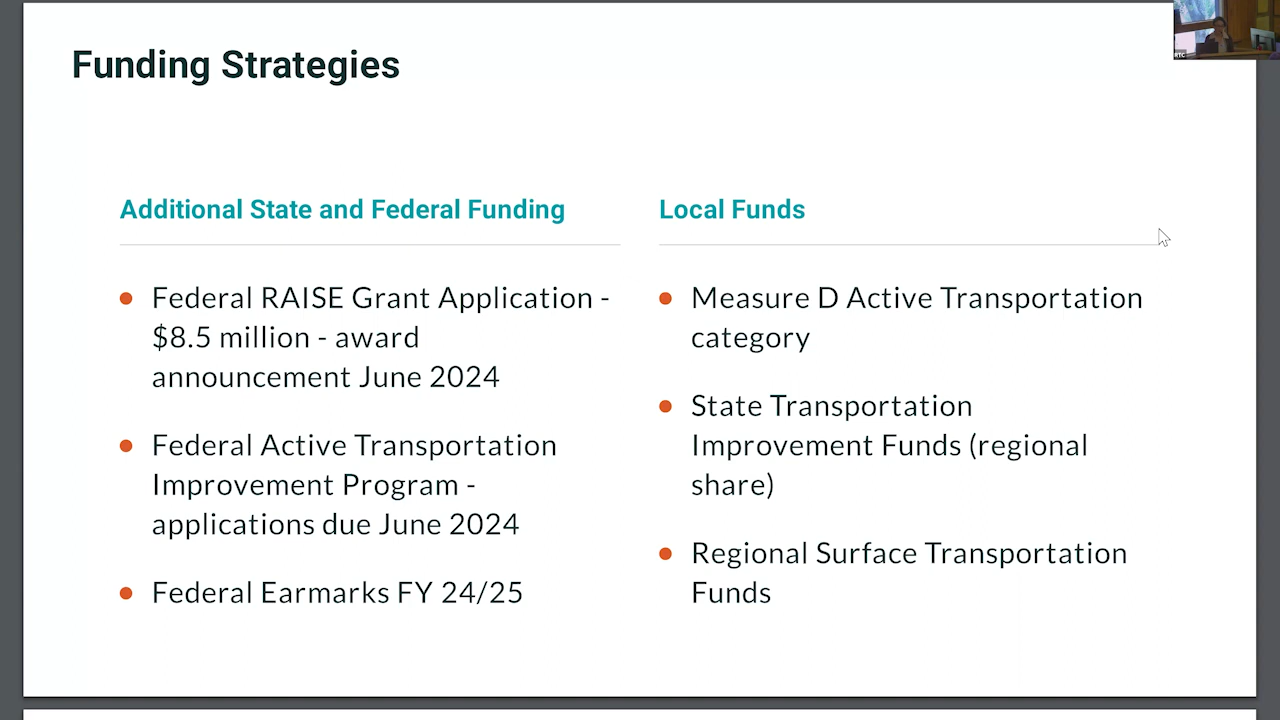 Funding Strategies
Additional State and Federal Funding
Federal RAISE Grant Application -
$8.5 million - award
announcement June 2024
Federal Active Transportation
Improvement Program -
applications due June 2024
Federal Earmarks FY 24/25
Local Funds
Measure D Active Transportation
category
State Transportation
Improvement Funds (regional
share)
Regional Surface Transportation
Funds
RTC